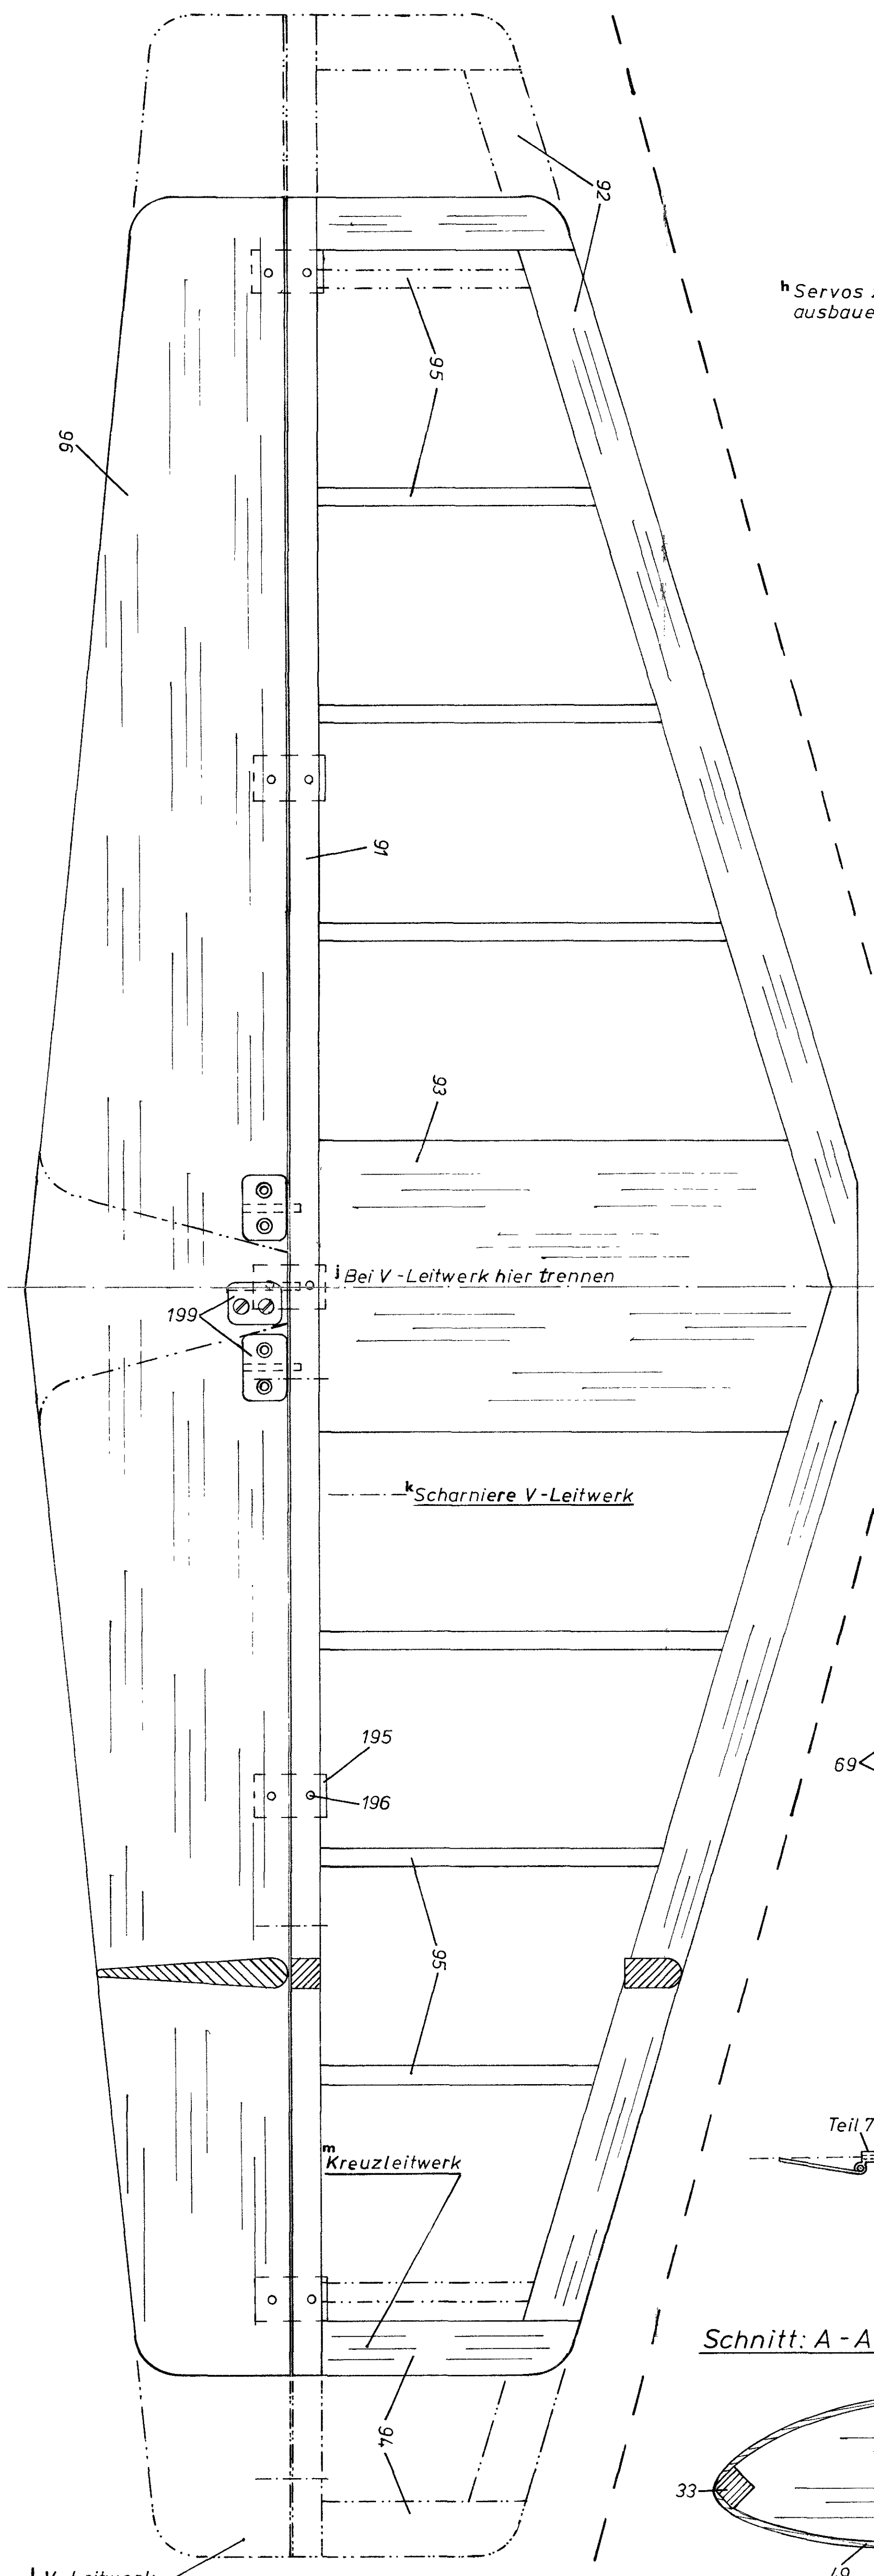 92
h Servos
ausbaue
95
96
91
93
j Bei V-Leitwerk hier trennen
199
k Scharniere V-Leitwerk
195
69
196
95
Teil 7
m
Kreuzleitwerk
Schnitt: A-A
94
33
49
l V-Leitwerk